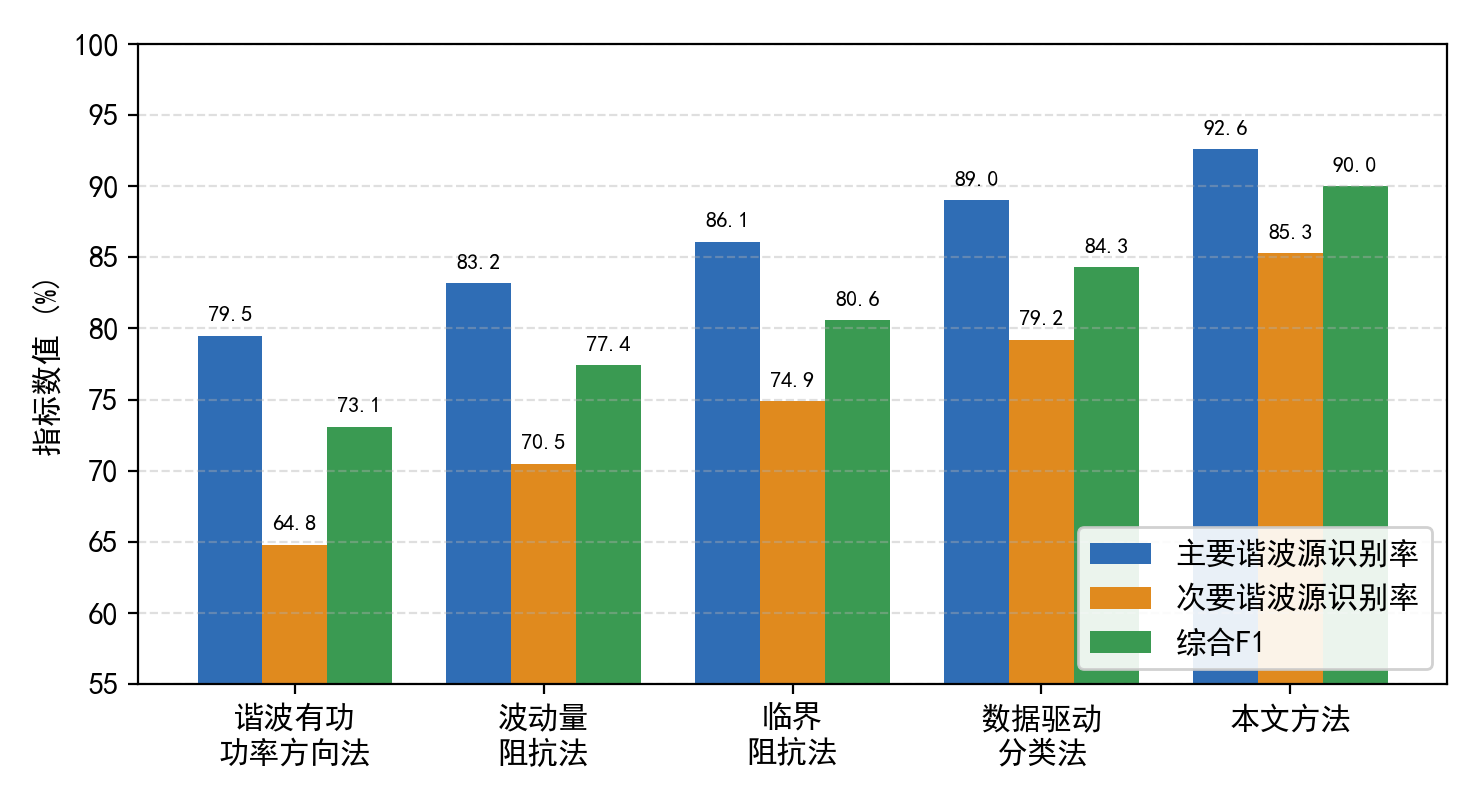 指标数值 (%)
100
95
90
85
80
75
70
65
60
55
79.5
64.8
73.1
83.2
70.5
77.4
86.1
74.9
80.6
89.0
79.2
84.3
92.6
85.3
90.0
主要谐波源识别率
次要谐波源识别率
综合F1
谐波有功
功率方向法
波动量
阻抗法
临界
阻抗法
数据驱动
分类法
本文方法